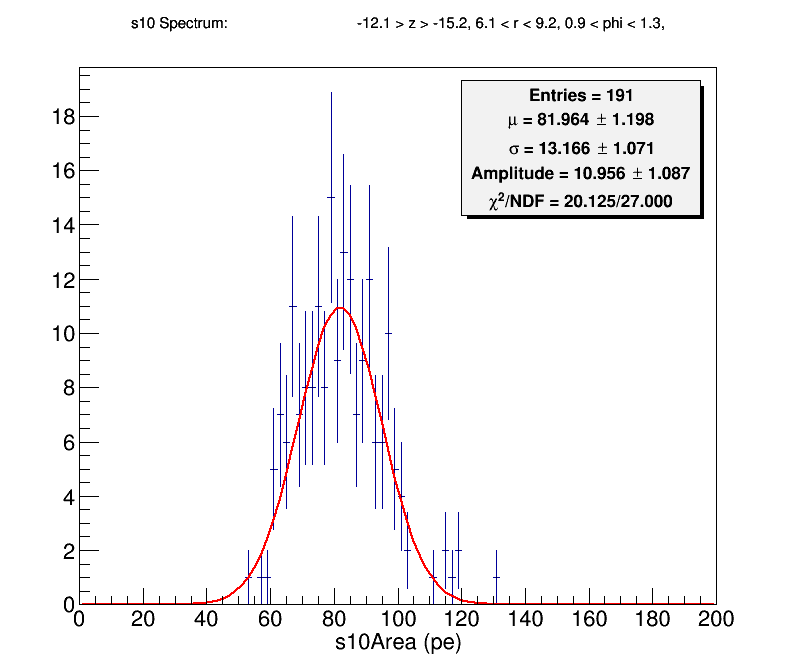 s10 Spectrum: -12.1 > z > -15.2, 6.1 < r < 9.2, 0.9 < phi < 1.3,
Entries = 191
μ = 81.964 ± 1.198
σ = 13.166 ± 1.071
Amplitude = 10.956 ± 1.087
χ²/NDF = 20.125/27.000
18
16
14
12
10
8
6
4
2
0
0 20 40 60 80 100 120 140 160 180 200
s10Area (pe)